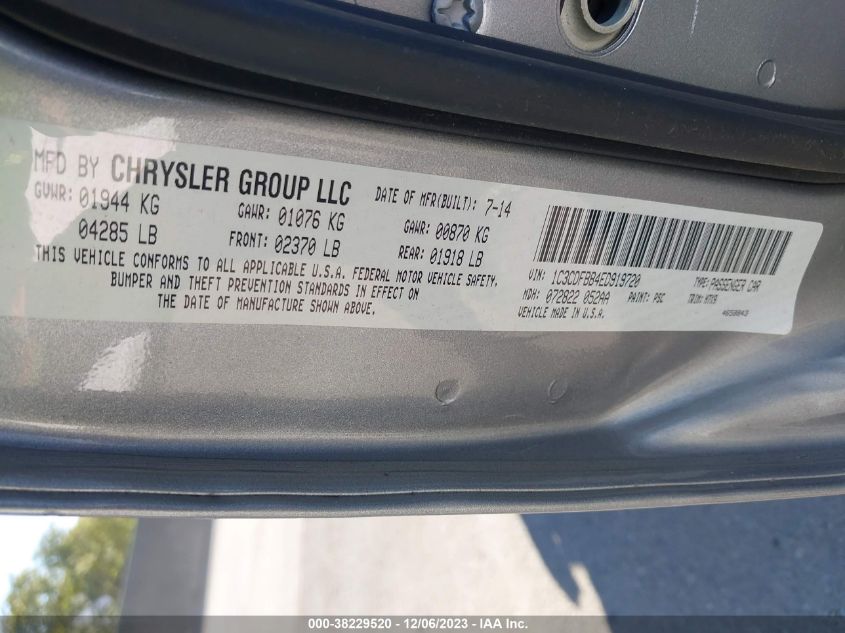 MFD BY CHRYSLER GROUP LLC DATE OF MFR(BUILT): 7-14
GVWR: 01944 KG GAWR: 01076 KG GAWR: 00870 KG
04285 LB FRONT: 02370 LB REAR: 01918 LB
THIS VEHICLE CONFORMS TO ALL APPLICABLE U.S.A. FEDERAL MOTOR VEHICLE SAFETY,
BUMPER AND THEFT PREVENTION STANDARDS IN EFFECT ON
THE DATE OF MANUFACTURE SHOWN ABOVE.
VIN: 1C3CDFBB4ED919720 TYPE: PASSENGER CAR
MDH: 072822 052AA PAINT: PSC TRIM:
VEHICLE MADE IN U.S.A.
000-38229520 - 12/06/2023 - IAA Inc.